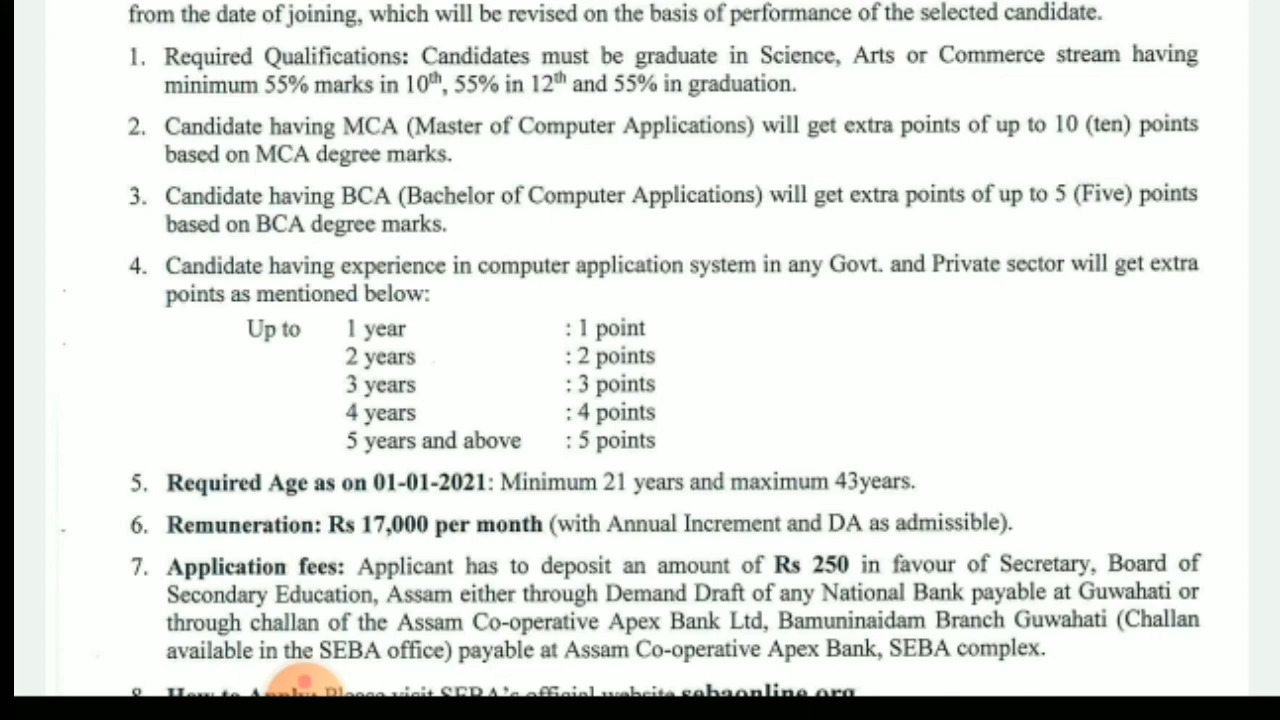 from the date of joining, which will be revised on the basis of performance of the selected candidate.
1. Required Qualifications: Candidates must be graduate in Science, Arts or Commerce stream having
minimum 55% marks in 10th, 55% in 12th and 55% in graduation.
2. Candidate having MCA (Master of Computer Applications) will get extra points of up to 10 (ten) points
based on MCA degree marks.
3. Candidate having BCA (Bachelor of Computer Applications) will get extra points of up to 5 (Five) points
based on BCA degree marks.
4. Candidate having experience in computer application system in any Govt. and Private sector will get extra
points as mentioned below:
Up to 1 year : 1 point
2 years : 2 points
3 years : 3 points
4 years : 4 points
5 years and above : 5 points
5. Required Age as on 01-01-2021: Minimum 21 years and maximum 43years.
6. Remuneration: Rs 17,000 per month (with Annual Increment and DA as admissible).
7. Application fees: Applicant has to deposit an amount of Rs 250 in favour of Secretary, Board of
Secondary Education, Assam either through Demand Draft of any National Bank payable at Guwahati or
through challan of the Assam Co-operative Apex Bank Ltd, Bamuninaidam Branch Guwahati (Challan
available in the SEBA office) payable at Assam Co-operative Apex Bank, SEBA complex.
8. How to Please visit SEBA's official website sebaonline.org